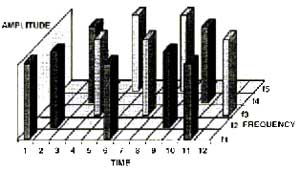 AMPLITUDE
f5
f4
f3
f2 FREQUENCY
f1
1 2 3 4 5 6 7 8 9 10 11 12
TIME